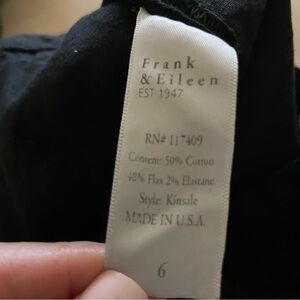 Frank
& Eileen
EST 1947
RN# 117409
Content: 50% Cotton
48% Flax 2% Elastane
Style: Kinsale
MADE IN U.S.A.
6